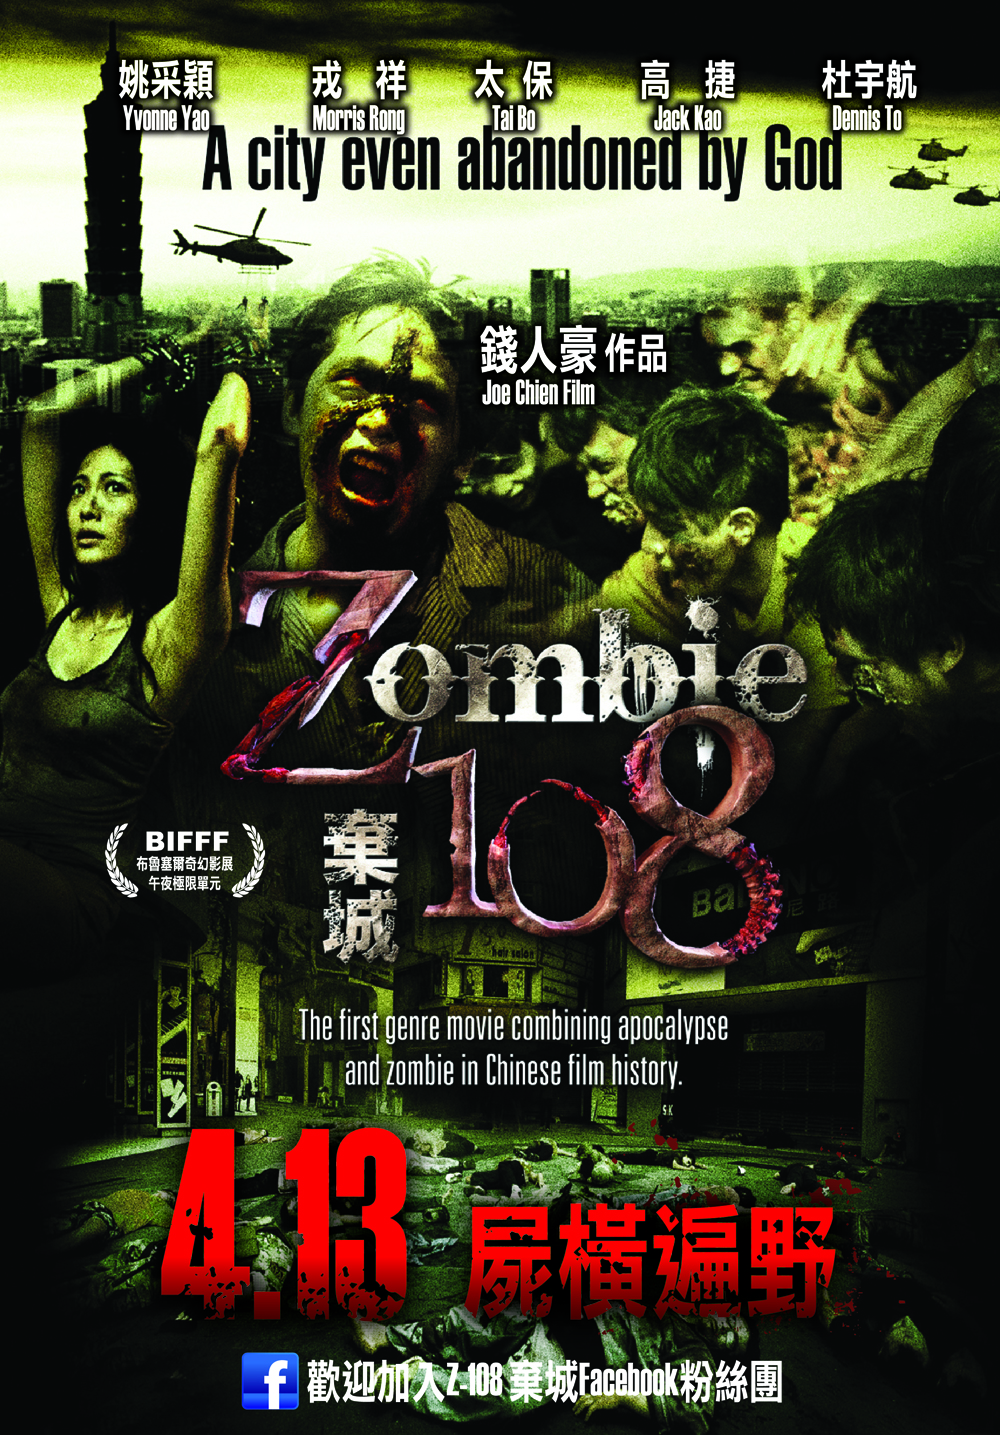 姚采穎 戎祥 太保 高捷 杜宇航
Yvonne Yao Morris Rong Tai Bo Jack Kao Dennis To
A city even abandoned by God
錢人豪 作品
Joe Chien Film
Zombie
108
棄城
BIFFF
布魯塞爾奇幻影展
午夜極限單元
hair salon
The first genre movie combining apocalypse
and zombie in Chinese film history.
SK
4.13 屍橫遍野
f 歡迎加入Z-108 棄城Facebook粉絲團